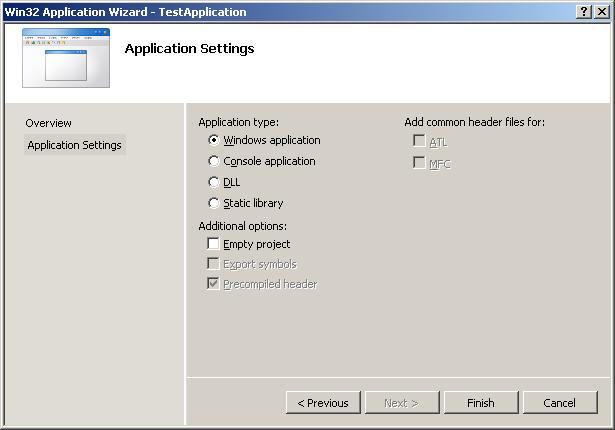 Win32 Application Wizard - TestApplication
Application Settings
Overview
Application Settings
Application type:
Windows application
Console application
DLL
Static library
Additional options:
Empty project
Export symbols
Precompiled header
Add common header files for:
ATL
MFC
< Previous
Next >
Finish
Cancel